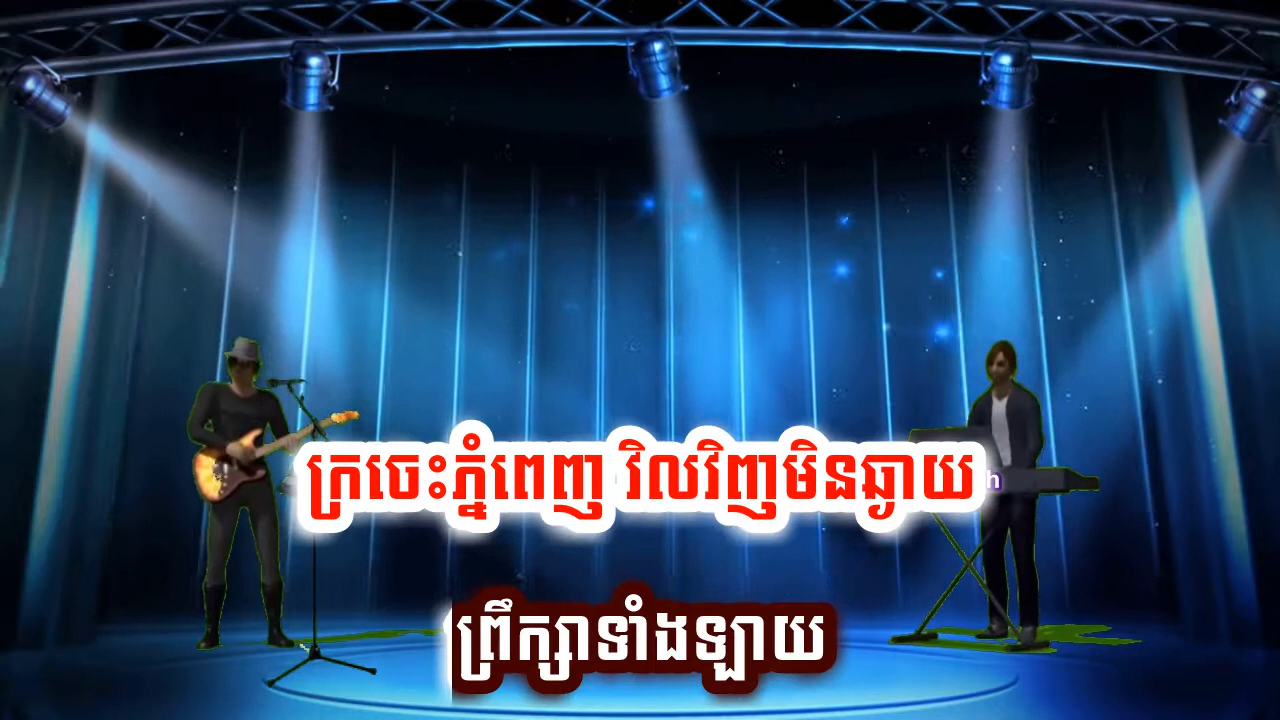 ក្រចេះភ្នំពេញ វិលវិញមិនឆ្ងាយ
ព្រឹក្សាទាំងឡាយ